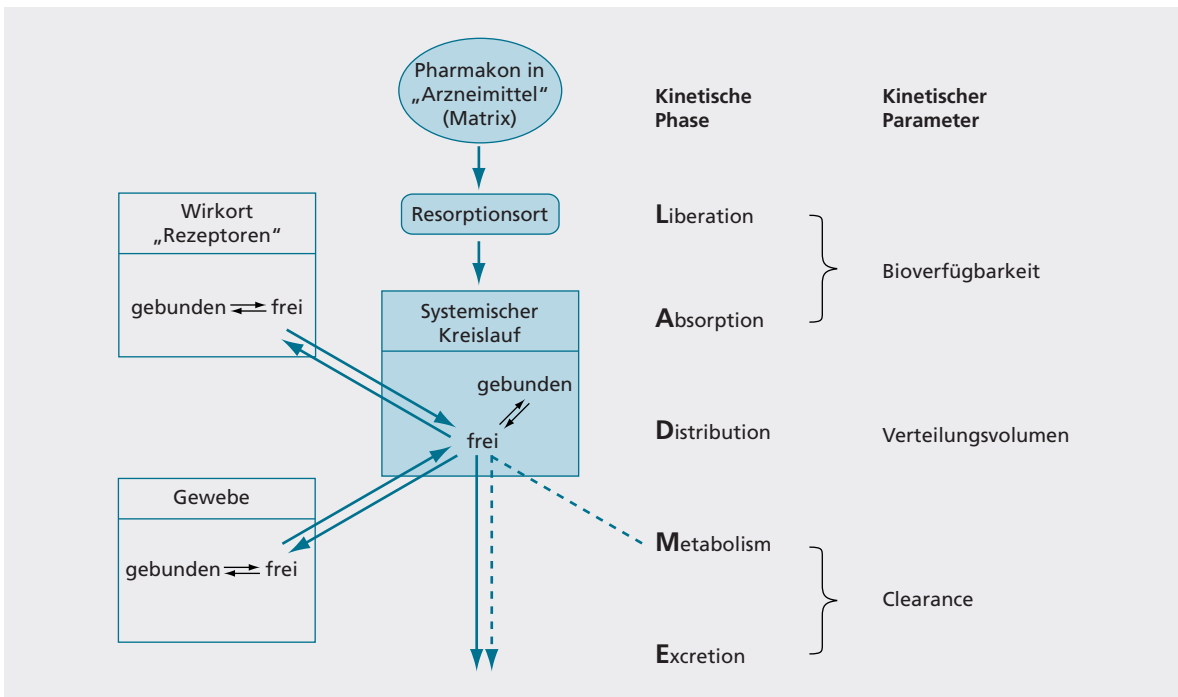 Pharmakon in
„Arzneimittel“
(Matrix)
Kinetische
Phase
Kinetischer
Parameter
Resorptionsort
Liberation
Wirkort
„Rezeptoren“
gebunden
frei
Systemischer
Kreislauf
gebunden
frei
Bioverfügbarkeit
Absorption
Distribution
Verteilungsvolumen
Gewebe
gebunden
frei
Metabolism
Clearance
Excretion